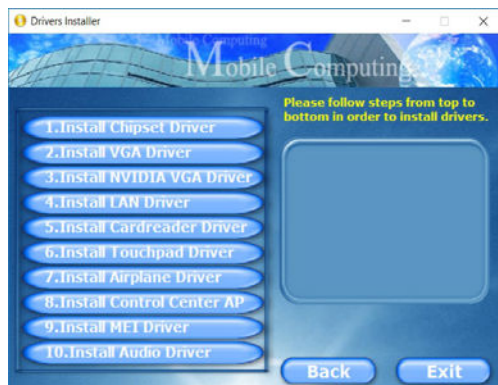 Drivers Installer
Mobile Computing
Mobile Computing
Please follow steps from top to
bottom in order to install drivers.
1.Install Chipset Driver
2.Install VGA Driver
3.Install NVIDIA VGA Driver
4.Install LAN Driver
5.Install Cardreader Driver
6.Install Touchpad Driver
7.Install Airplane Driver
8.Install Control Center AP
9.Install MEI Driver
10.Install Audio Driver
Back
Exit